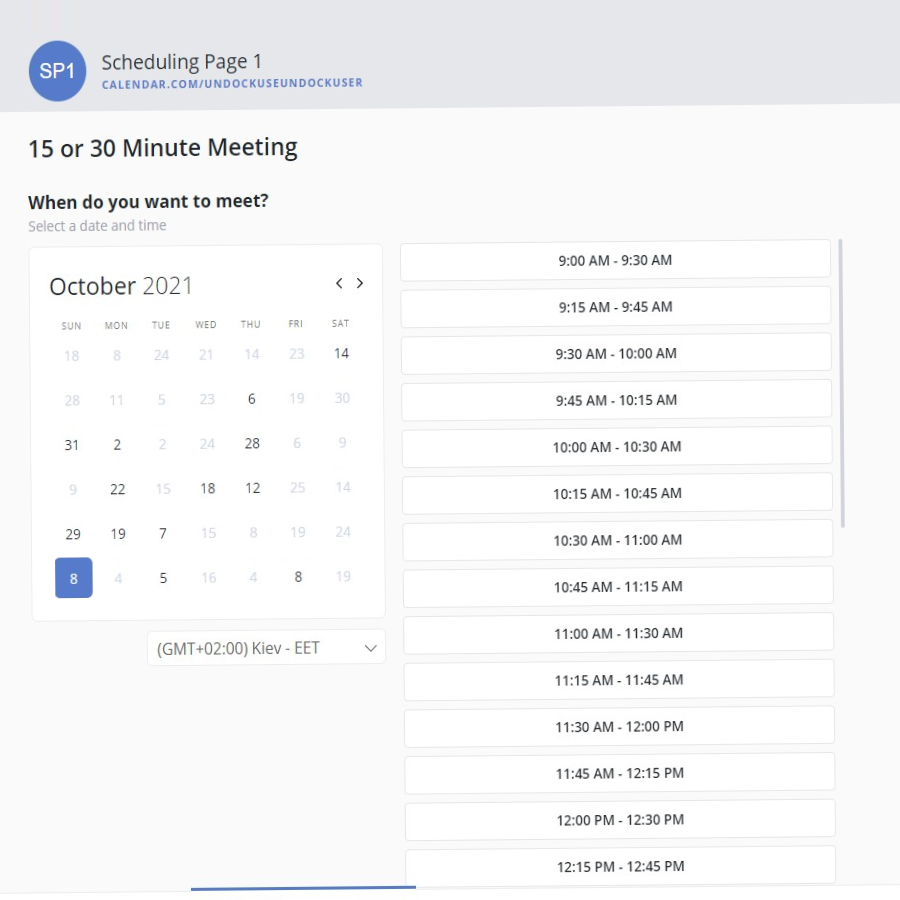 SP1
Scheduling Page 1
CALENDAR.COM/UNDOCKUSEUNDOCKUSER
15 or 30 Minute Meeting
When do you want to meet?
Select a date and time
October 2021
SUN MON TUE WED THU FRI SAT
18 8 24 21 14 23 14
28 11 5 23 6 19 30
31 2 2 24 28 6 9
9 22 15 18 12 25 14
29 19 7 15 8 19 24
8 4 5 16 4 8 19
(GMT+02:00) Kiev - EET
9:00 AM - 9:30 AM
9:15 AM - 9:45 AM
9:30 AM - 10:00 AM
9:45 AM - 10:15 AM
10:00 AM - 10:30 AM
10:15 AM - 10:45 AM
10:30 AM - 11:00 AM
10:45 AM - 11:15 AM
11:00 AM - 11:30 AM
11:15 AM - 11:45 AM
11:30 AM - 12:00 PM
11:45 AM - 12:15 PM
12:00 PM - 12:30 PM
12:15 PM - 12:45 PM